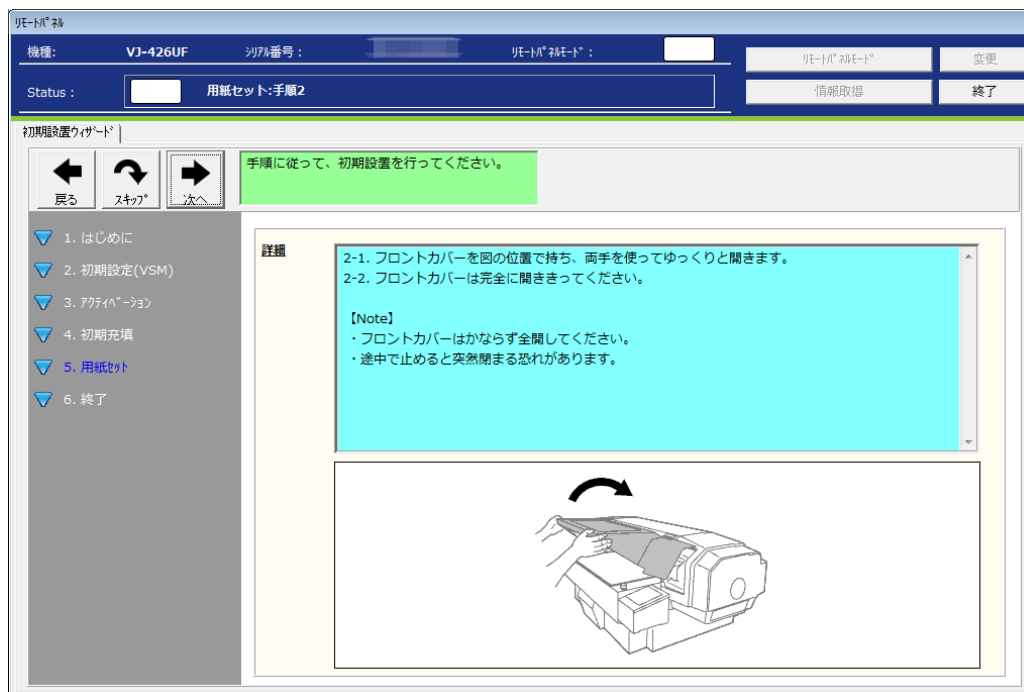 ﾘﾓｰﾄﾊﾟﾈﾙ
機種: VJ-426UF ｼﾘｱﾙ番号： ﾘﾓｰﾄﾊﾟﾈﾙﾓｰﾄﾞ：
ﾘﾓｰﾄﾊﾟﾈﾙﾓｰﾄﾞ 変更
Status： 用紙セット:手順2
情報取得 終了
初期設置ｳｨｻﾞｰﾄﾞ
戻る ｽｷｯﾌﾟ 次へ
手順に従って、初期設置を行ってください。
1. はじめに
2. 初期設定(VSM)
3. ｱｸﾃｨﾍﾞｰｼｮﾝ
4. 初期充填
5. 用紙ｾｯﾄ
6. 終了
詳細
2-1. フロントカバーを図の位置で持ち、両手を使ってゆっくりと開きます。
2-2. フロントカバーは完全に開ききってください。
【Note】
・フロントカバーはかならず全開してください。
・途中で止めると突然閉まる恐れがあります。